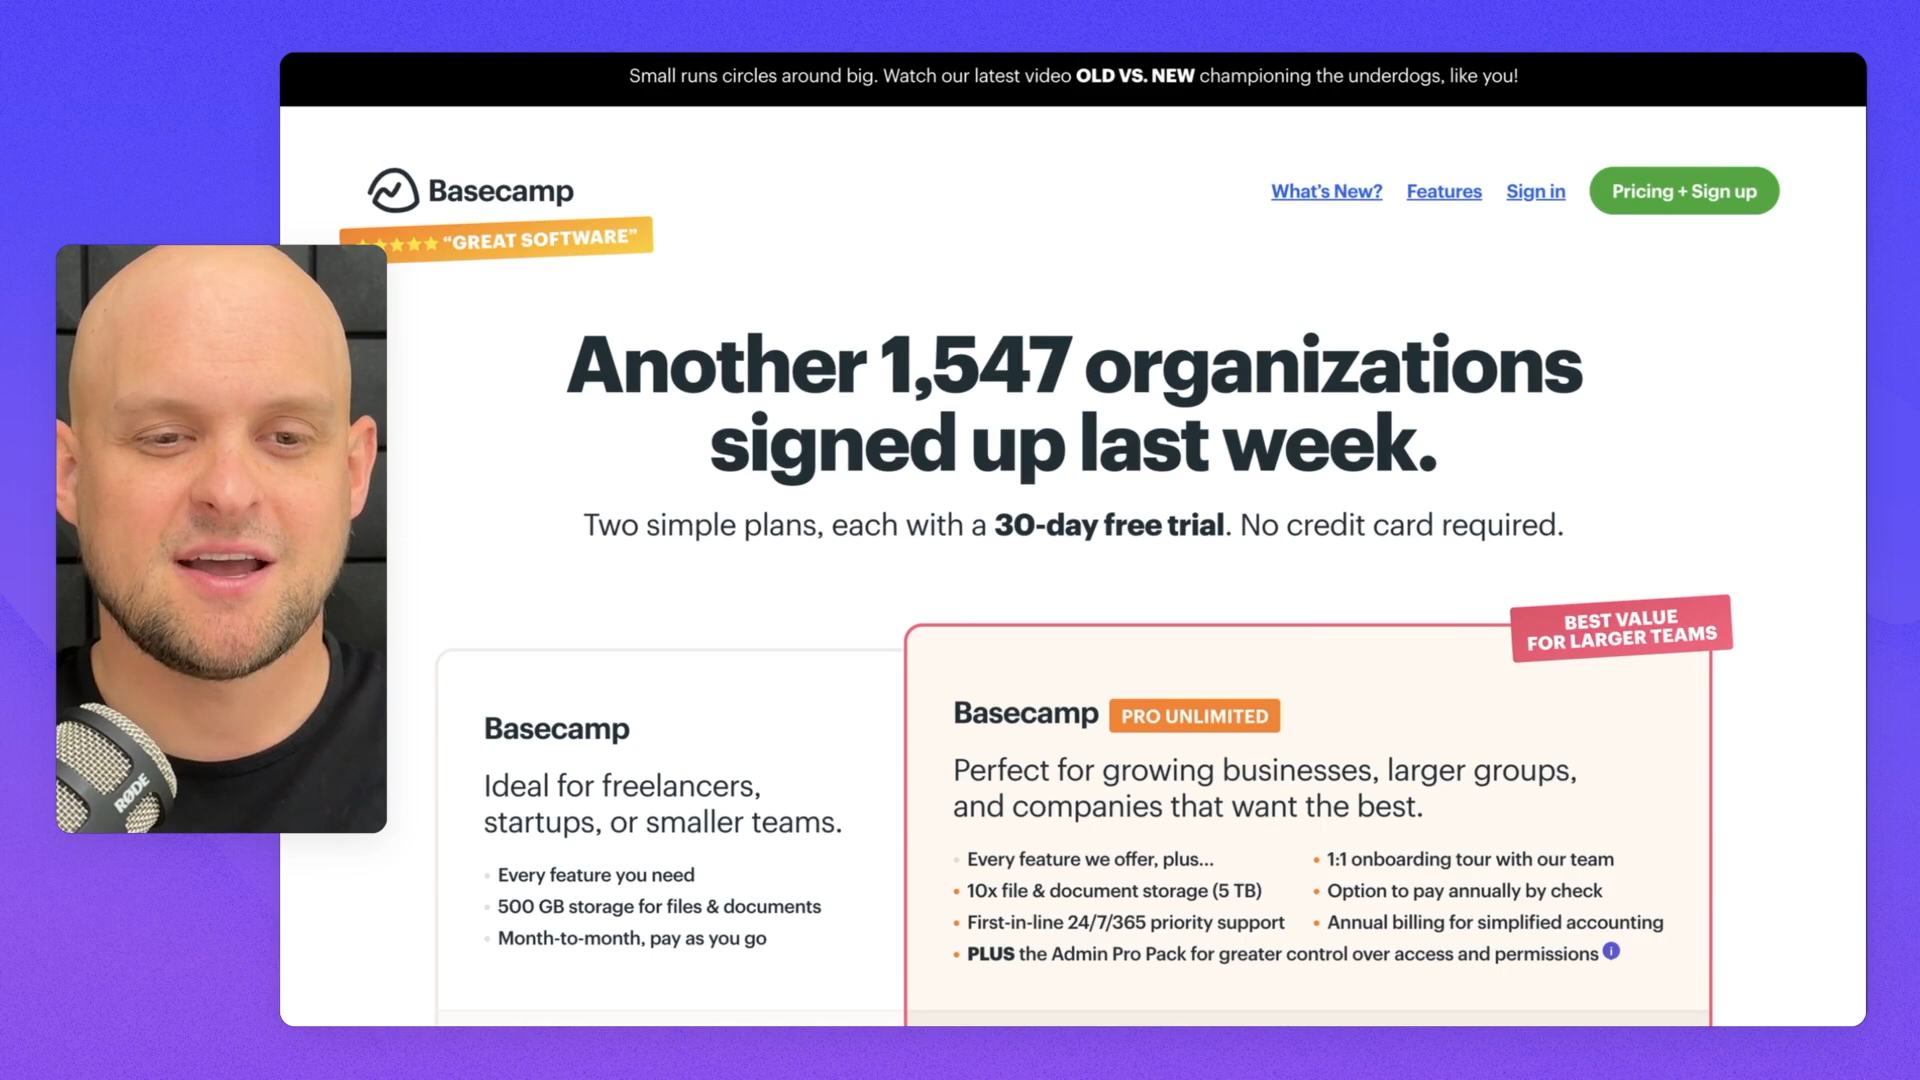 Small runs circles around big. Watch our latest video OLD VS. NEW championing the underdogs, like you!
Basecamp
What's New?
Features
Sign in
Pricing + Sign up
“GREAT SOFTWARE”
Another 1,547 organizations
signed up last week.
Two simple plans, each with a 30-day free trial. No credit card required.
BEST VALUE
FOR LARGER TEAMS
Basecamp
Ideal for freelancers,
startups, or smaller teams.
Every feature you need
500 GB storage for files & documents
Month-to-month, pay as you go
Basecamp PRO UNLIMITED
Perfect for growing businesses, larger groups,
and companies that want the best.
Every feature we offer, plus...
10x file & document storage (5 TB)
First-in-line 24/7/365 priority support
1:1 onboarding tour with our team
Option to pay annually by check
Annual billing for simplified accounting
PLUS the Admin Pro Pack for greater control over access and permissions i
RØDE